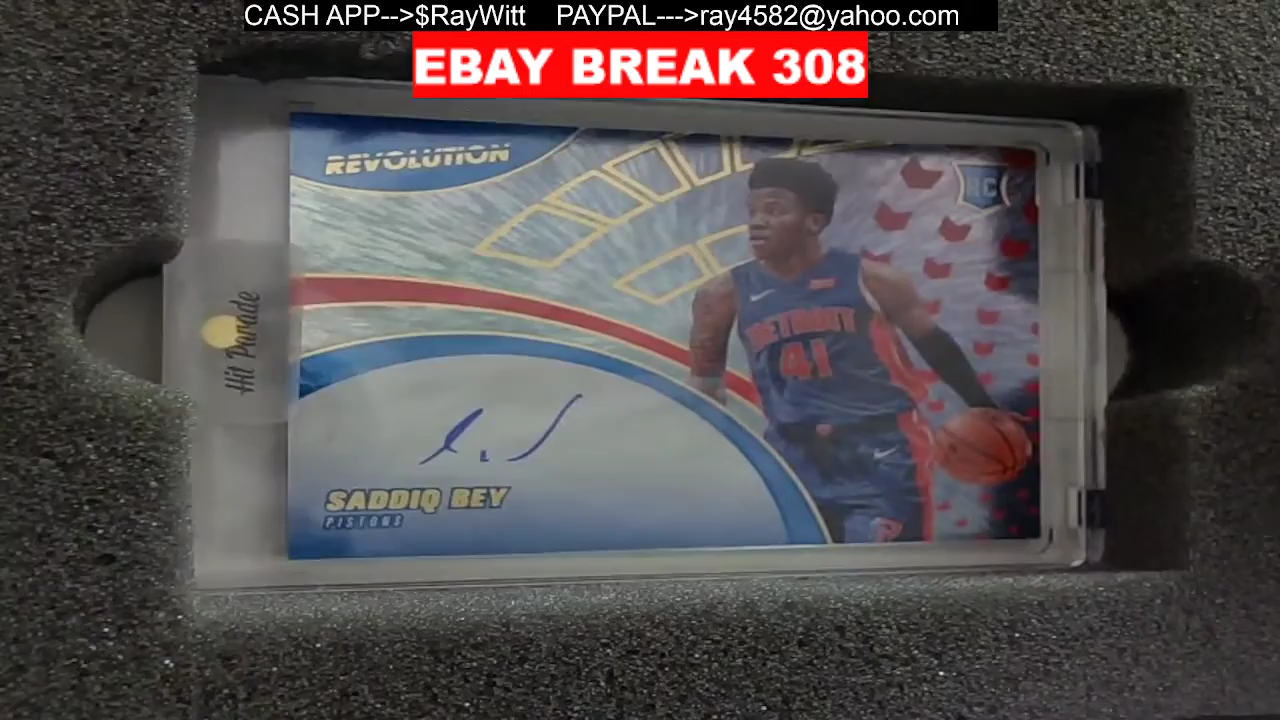 CASH APP-->$RayWitt PAYPAL--->ray4582@yahoo.com
EBAY BREAK 308
REVOLUTION
RC
Hit Parade
DETROIT
41
SADDIQ BEY
PISTONS